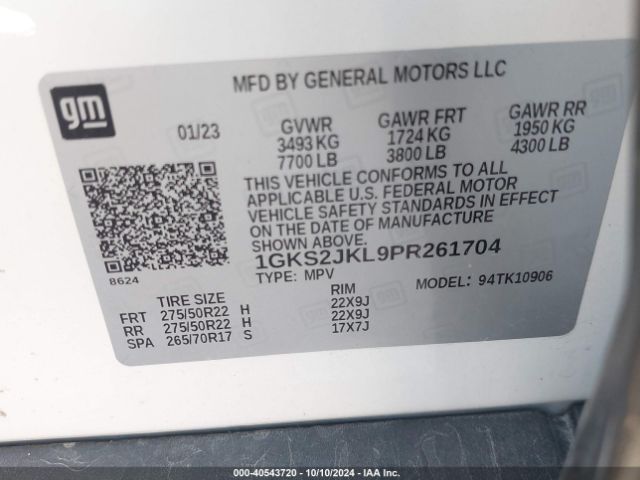 MFD BY GENERAL MOTORS LLC
gm
01/23
GVWR
3493 KG
7700 LB
GAWR FRT
1724 KG
3800 LB
GAWR RR
1950 KG
4300 LB
THIS VEHICLE CONFORMS TO ALL
APPLICABLE U.S. FEDERAL MOTOR
VEHICLE SAFETY STANDARDS IN EFFECT
ON THE DATE OF MANUFACTURE
SHOWN ABOVE.
1GKS2JKL9PR261704
8624
TYPE: MPV
MODEL: 94TK10906
TIRE SIZE RIM
FRT 275/50R22 H 22X9J
RR 275/50R22 H 22X9J
SPA 265/70R17 S 17X7J
000-40543720 - 10/10/2024 - IAA Inc.